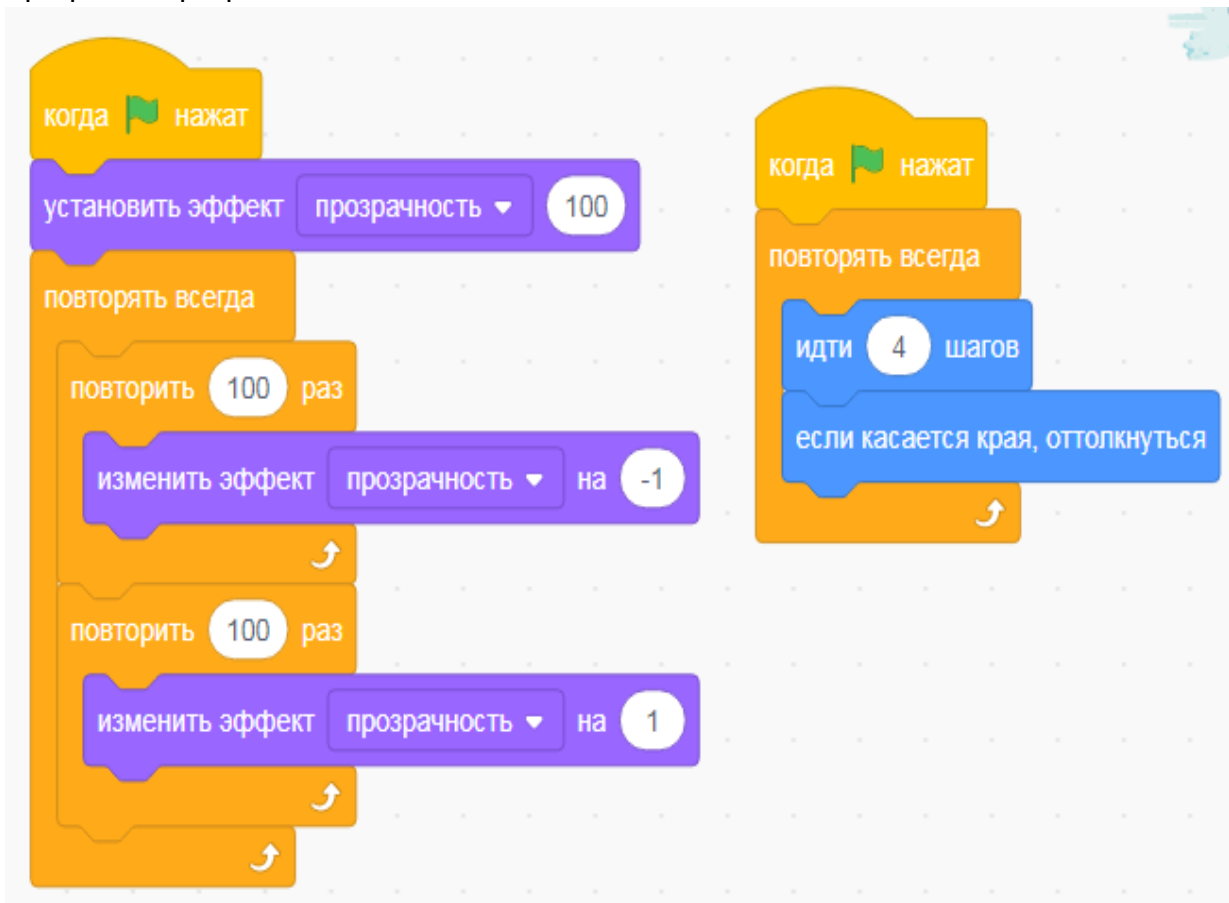 когда нажат
установить эффект прозрачность 100
повторять всегда
повторить 100 раз
изменить эффект прозрачность на -1
повторить 100 раз
изменить эффект прозрачность на 1
когда нажат
повторять всегда
идти 4 шагов
если касается края, оттолкнуться